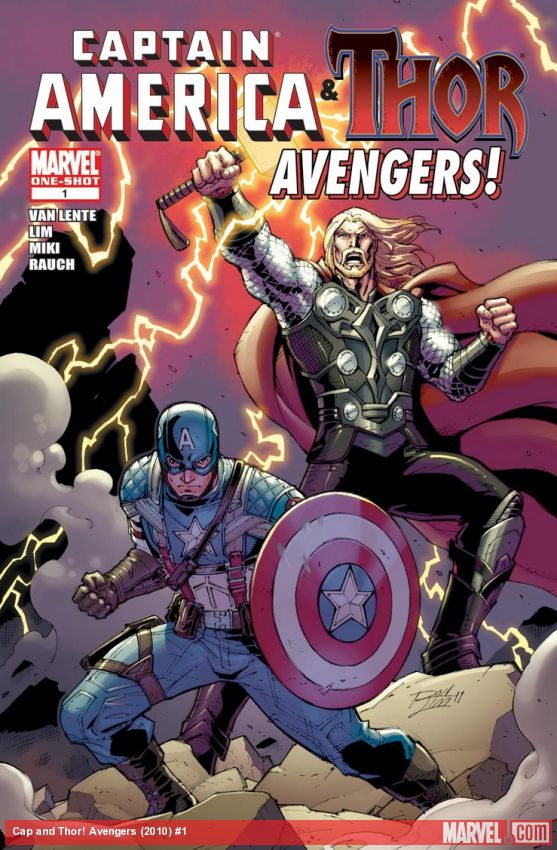 CAPTAIN
AMERICA & THOR
AVENGERS!
MARVEL
ONE-SHOT
1
VAN LENTE
LIM
MIKI
RAUCH
A
Cap and Thor! Avengers (2010) #1
MARVEL.com